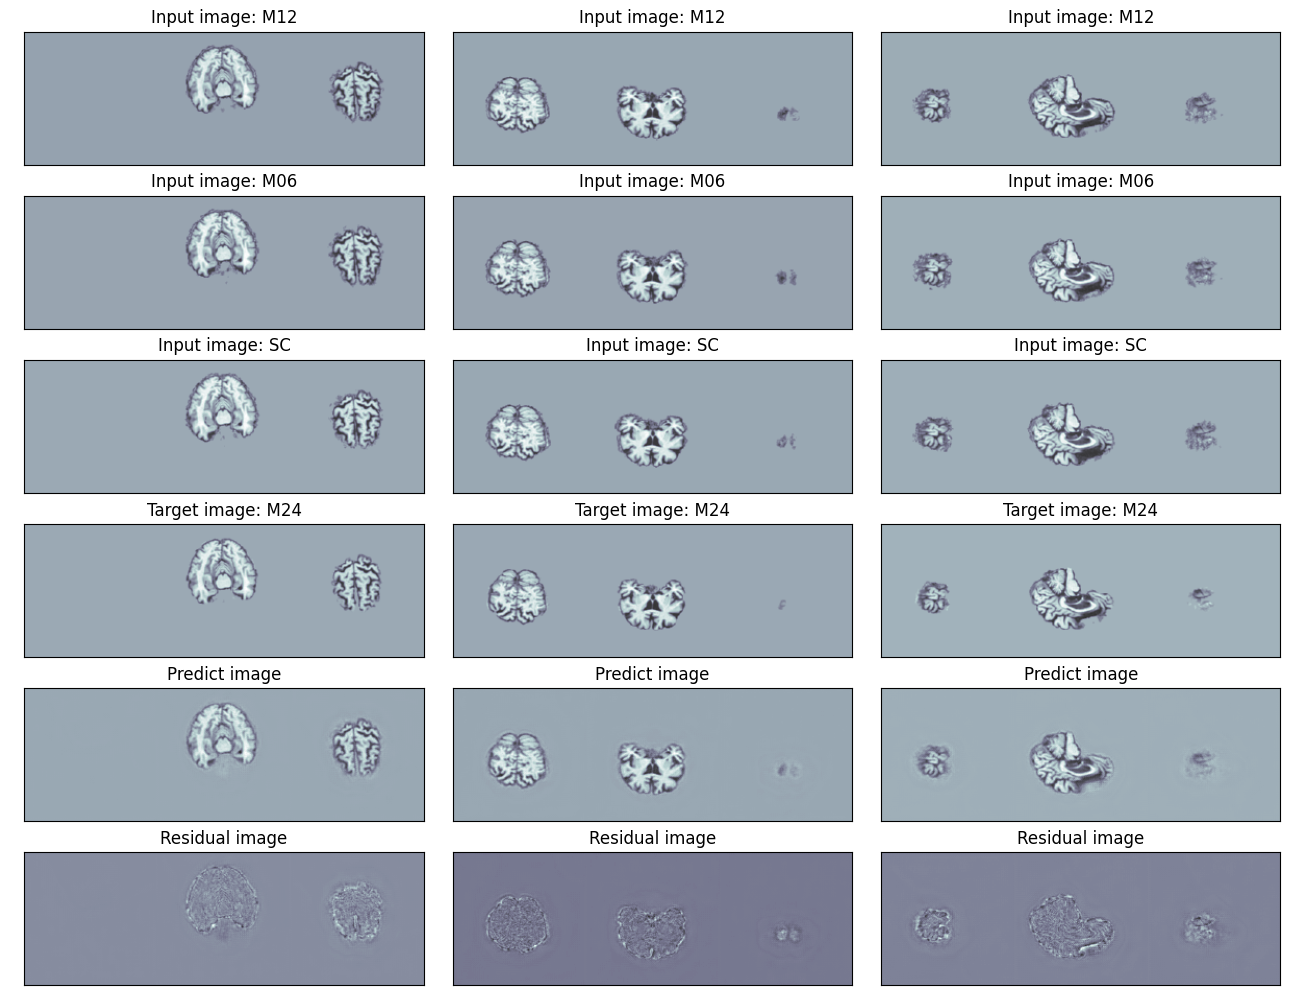 Input image: M12 Input image: M12 Input image: M12
Input image: M06 Input image: M06 Input image: M06
Input image: SC Input image: SC Input image: SC
Target image: M24 Target image: M24 Target image: M24
Predict image Predict image Predict image
Residual image Residual image Residual image